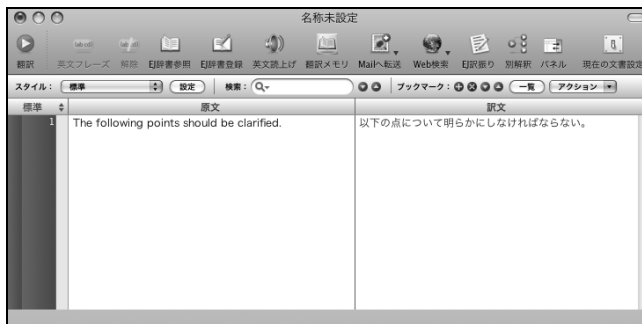 名称未設定
翻訳 英文フレーズ 解除 EJ辞書参照 EJ辞書登録 英文読上げ 翻訳メモリ Mailへ転送 Web検索 EJ訳振り 別解釈 パネル 現在の文書設定
スタイル： 標準 設定 検索： ブックマーク： 一覧 アクション
標準 原文 訳文
1 The following points should be clarified. 以下の点について明らかにしなければならない。